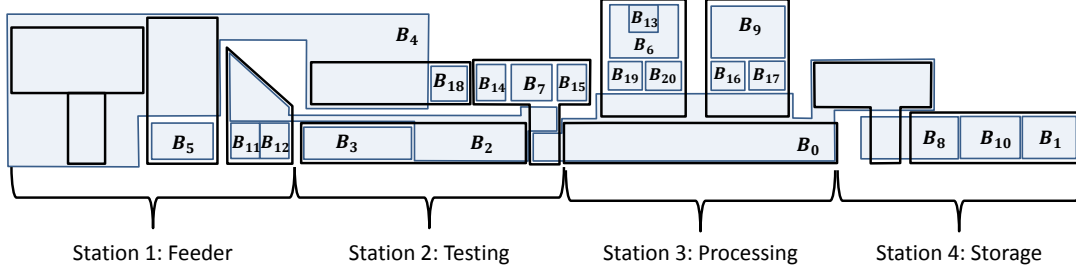 B13
B4 B6 B9
B18 B14 B7 B15 B19 B20 B16 B17
B5 B11 B12 B3 B2 B0 B8 B10 B1
Station 1: Feeder Station 2: Testing Station 3: Processing Station 4: Storage